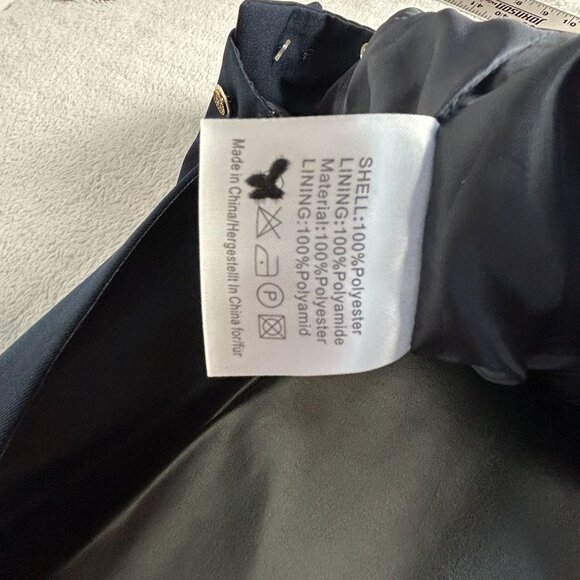 SHELL:100%Polyester
LINING:100%Polyamide
Material:100%Polyester
LINING:100%Polyamid
P
Made in China/Hergestellt in China for/für
JOHNSON